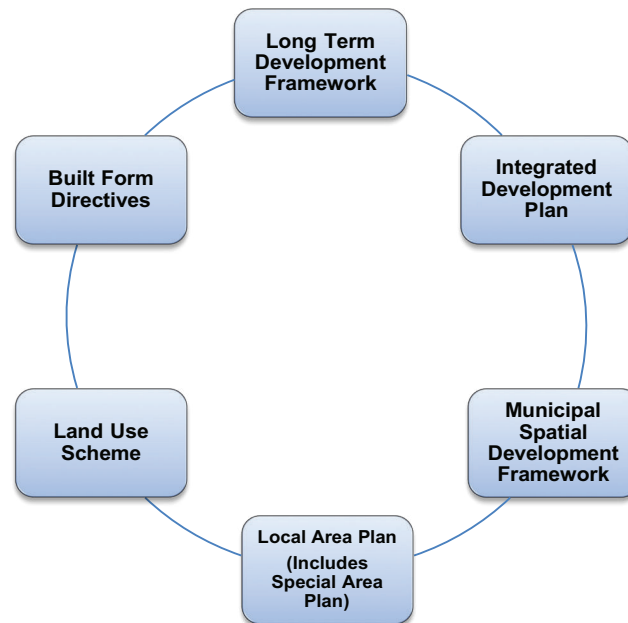 Long Term
Development
Framework
Integrated
Development
Plan
Municipal
Spatial
Development
Framework
Local Area Plan
(Includes
Special Area
Plan)
Land Use
Scheme
Built Form
Directives